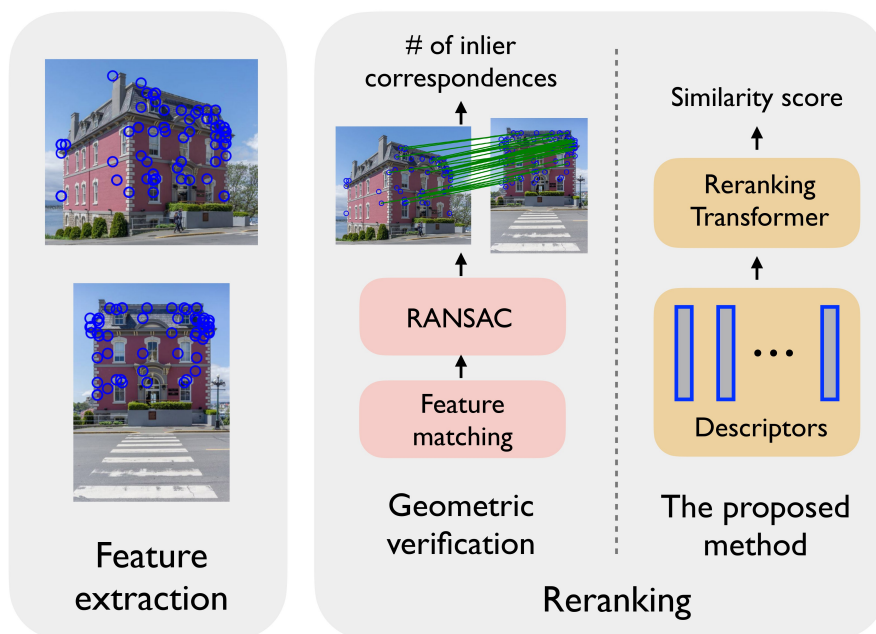 Feature
extraction
# of inlier
correspondences
RANSAC
Feature
matching
Geometric
verification
Similarity score
Reranking
Transformer
Descriptors
The proposed
method
Reranking